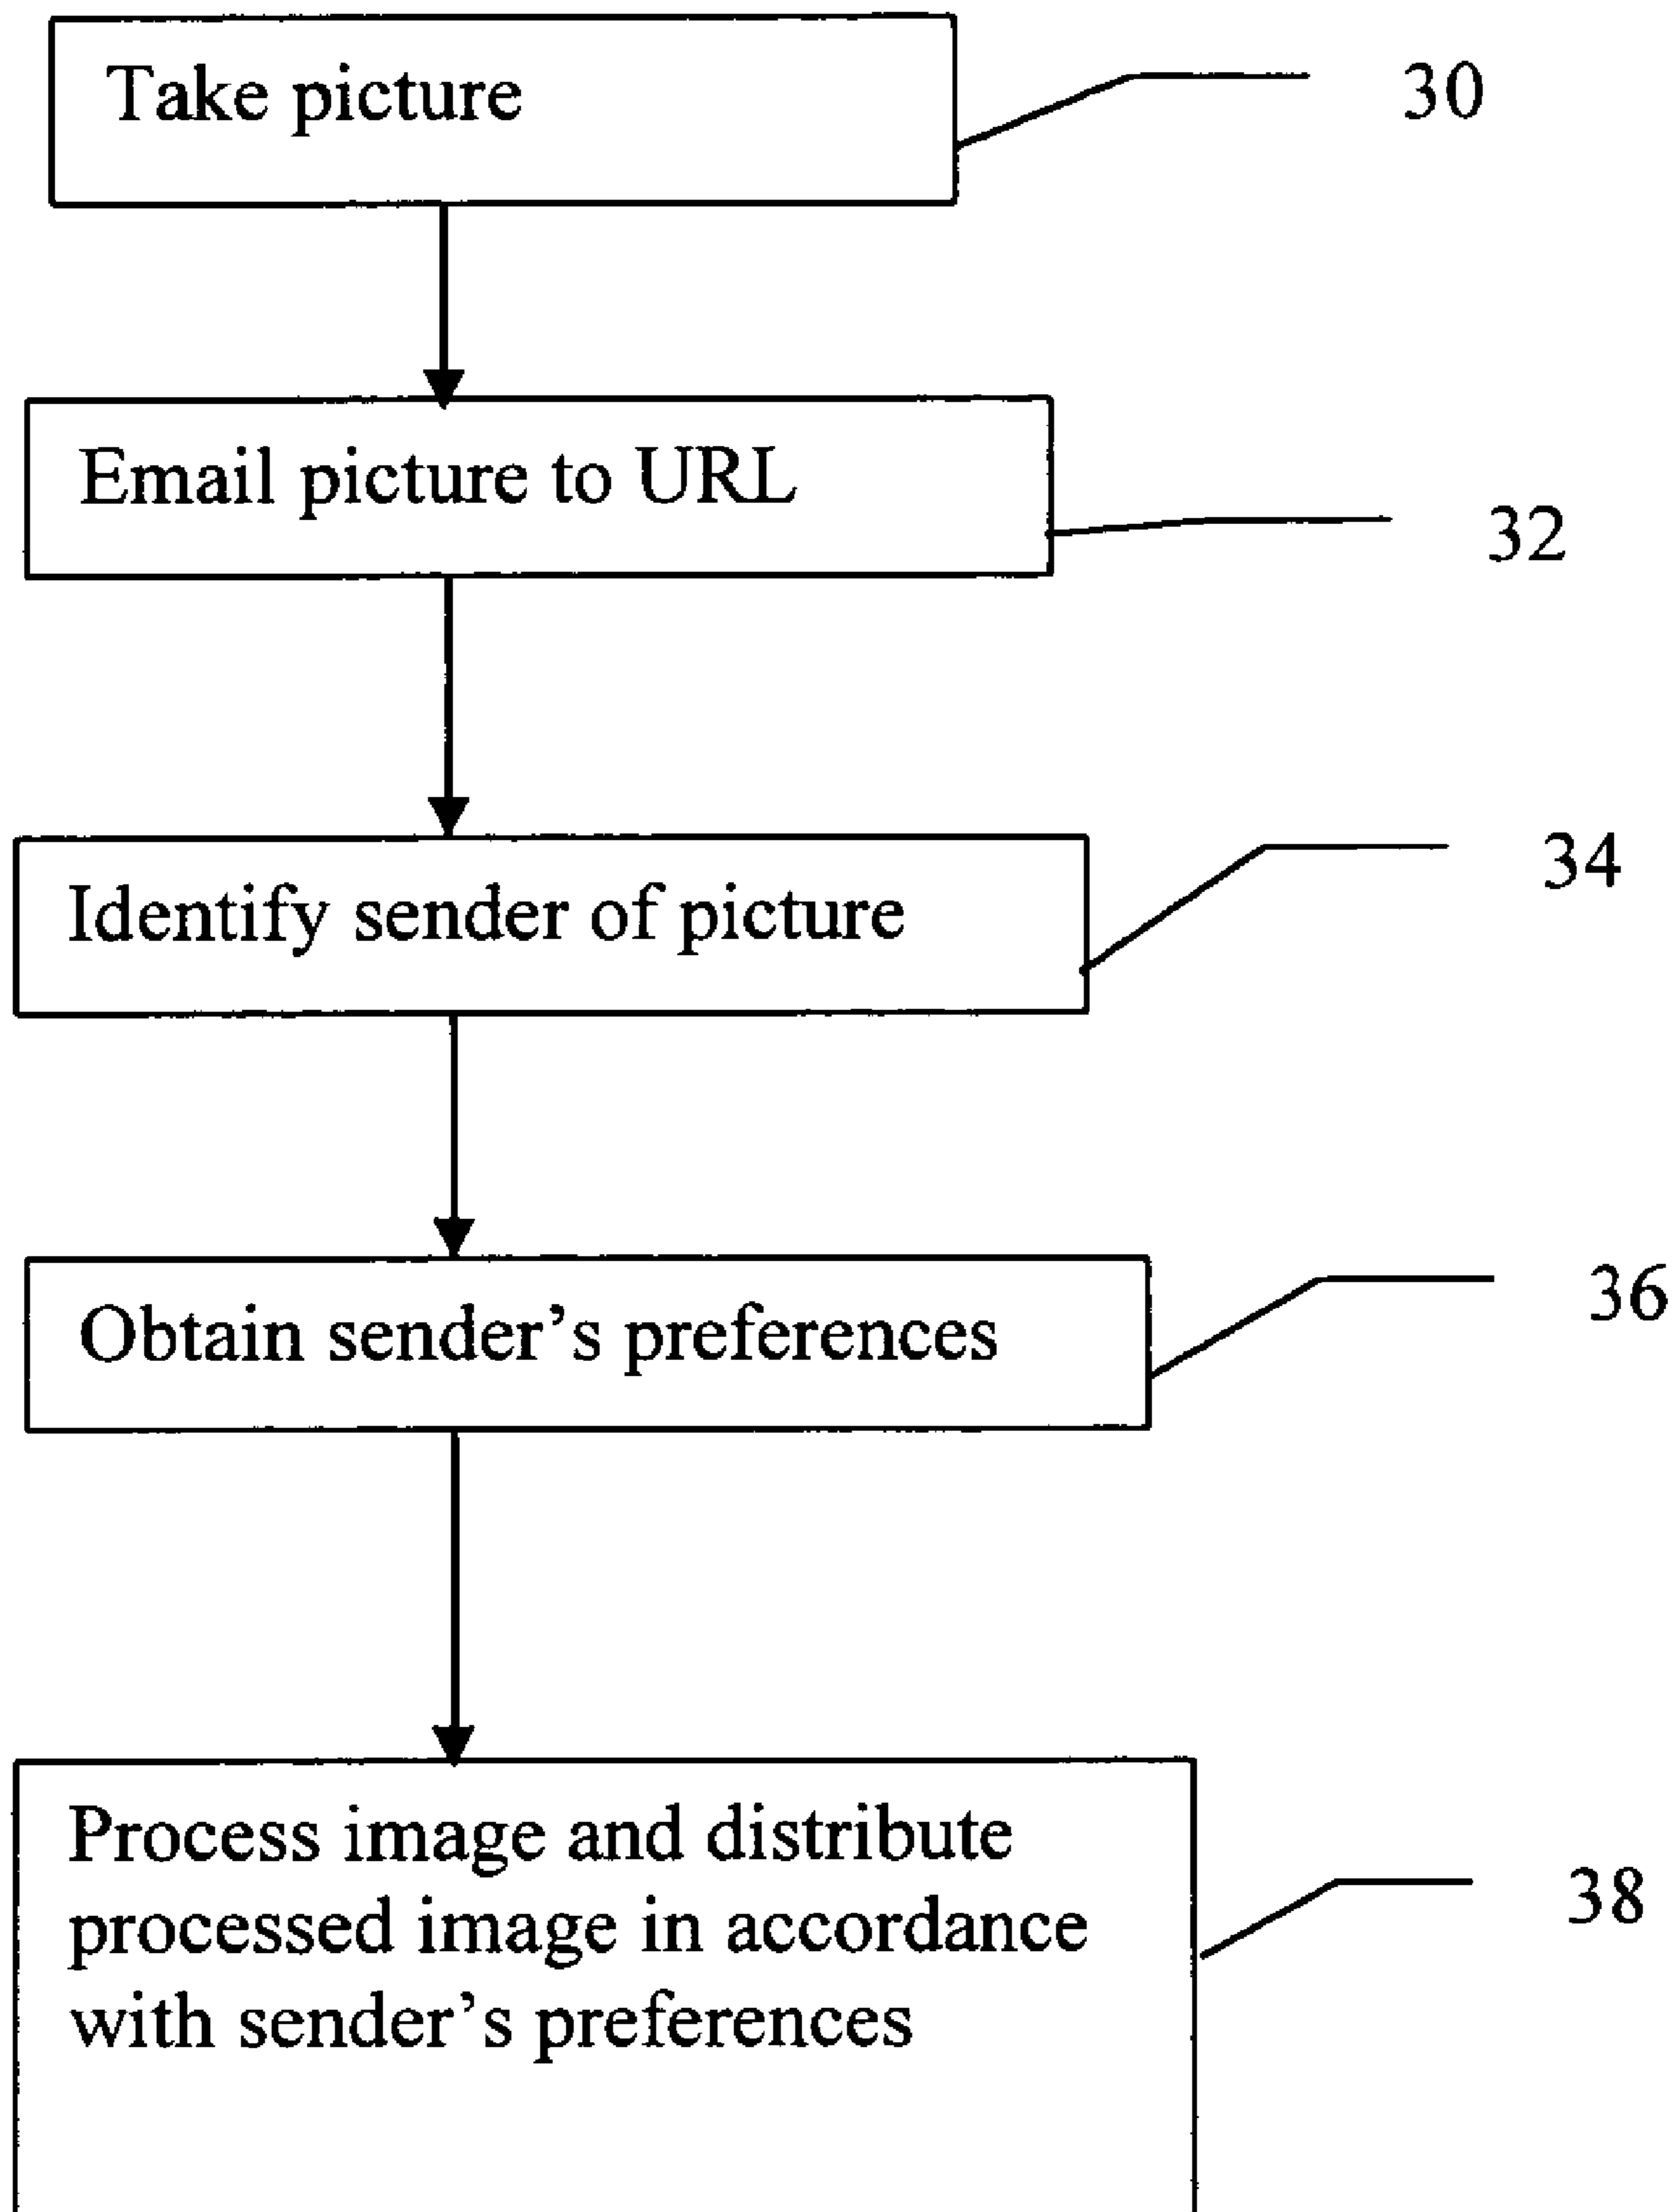 Take picture
30
Email picture to URL
32
34
Identify sender of picture
36
Obtain sender’s preferences
Process image and distribute
processed image in accordance
38
with sender’s preferences